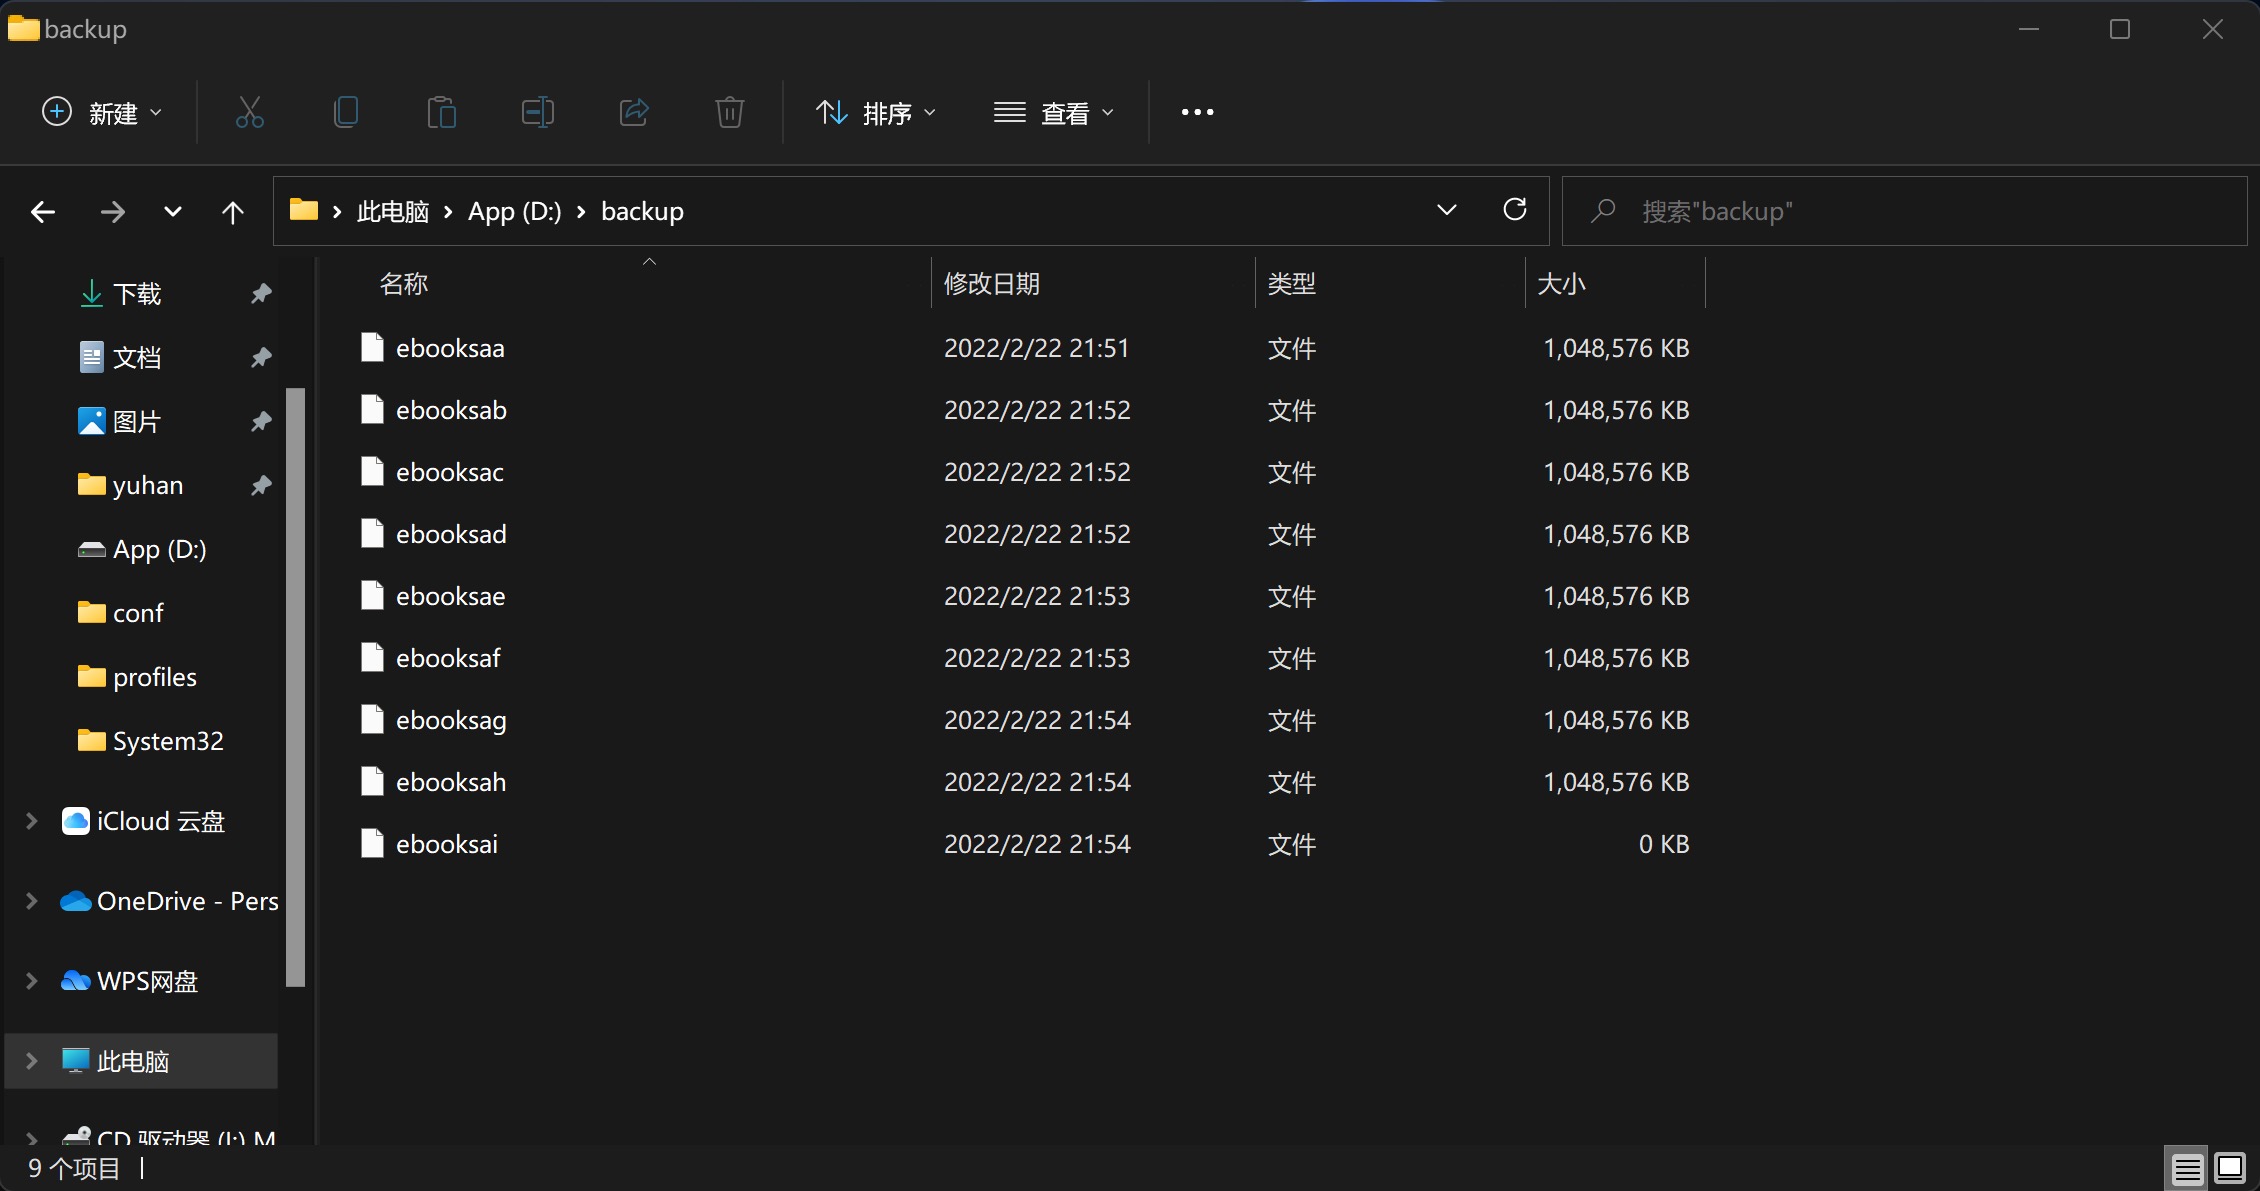 backup
新建 排序 查看
此电脑 App (D:) backup 搜索"backup"
下载
文档
图片
yuhan
App (D:)
conf
profiles
System32
iCloud 云盘
OneDrive - Pers
WPS网盘
此电脑
CD 驱动器 (I:) M
名称 修改日期 类型 大小
ebooksaa 2022/2/22 21:51 文件 1,048,576 KB
ebooksab 2022/2/22 21:52 文件 1,048,576 KB
ebooksac 2022/2/22 21:52 文件 1,048,576 KB
ebooksad 2022/2/22 21:52 文件 1,048,576 KB
ebooksae 2022/2/22 21:53 文件 1,048,576 KB
ebooksaf 2022/2/22 21:53 文件 1,048,576 KB
ebooksag 2022/2/22 21:54 文件 1,048,576 KB
ebooksah 2022/2/22 21:54 文件 1,048,576 KB
ebooksai 2022/2/22 21:54 文件 0 KB
9 个项目